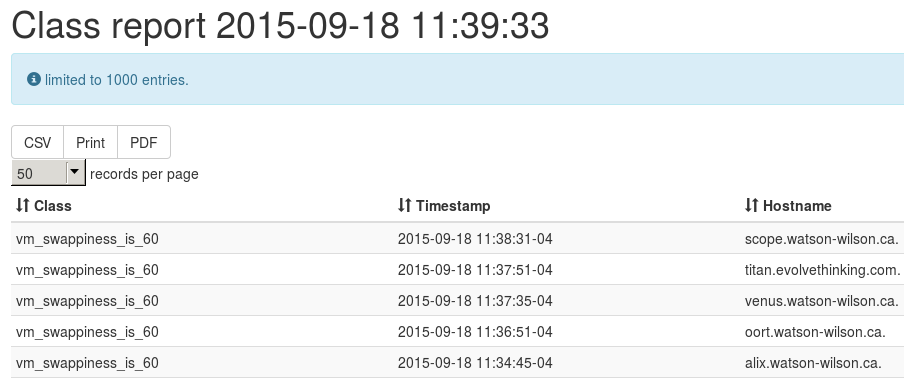 Class report 2015-09-18 11:39:33
limited to 1000 entries.
CSV Print PDF
50 records per page
Class Timestamp Hostname
vm_swappiness_is_60 2015-09-18 11:38:31-04 scope.watson-wilson.ca.
vm_swappiness_is_60 2015-09-18 11:37:51-04 titan.evolvethinking.com.
vm_swappiness_is_60 2015-09-18 11:37:35-04 venus.watson-wilson.ca.
vm_swappiness_is_60 2015-09-18 11:36:51-04 oort.watson-wilson.ca.
vm_swappiness_is_60 2015-09-18 11:34:45-04 alix.watson-wilson.ca.